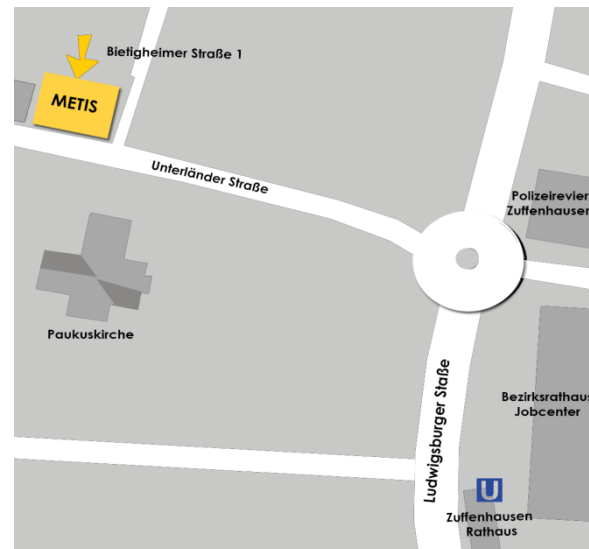 Bietigheimer Straße 1
METIS
Unterländer Straße
Polizeirevier
Zuffenhausen
Paukuskirche
Ludwigsburger Staße
Bezirksrathaus
Jobcenter
U
Zuffenhausen
Rathaus